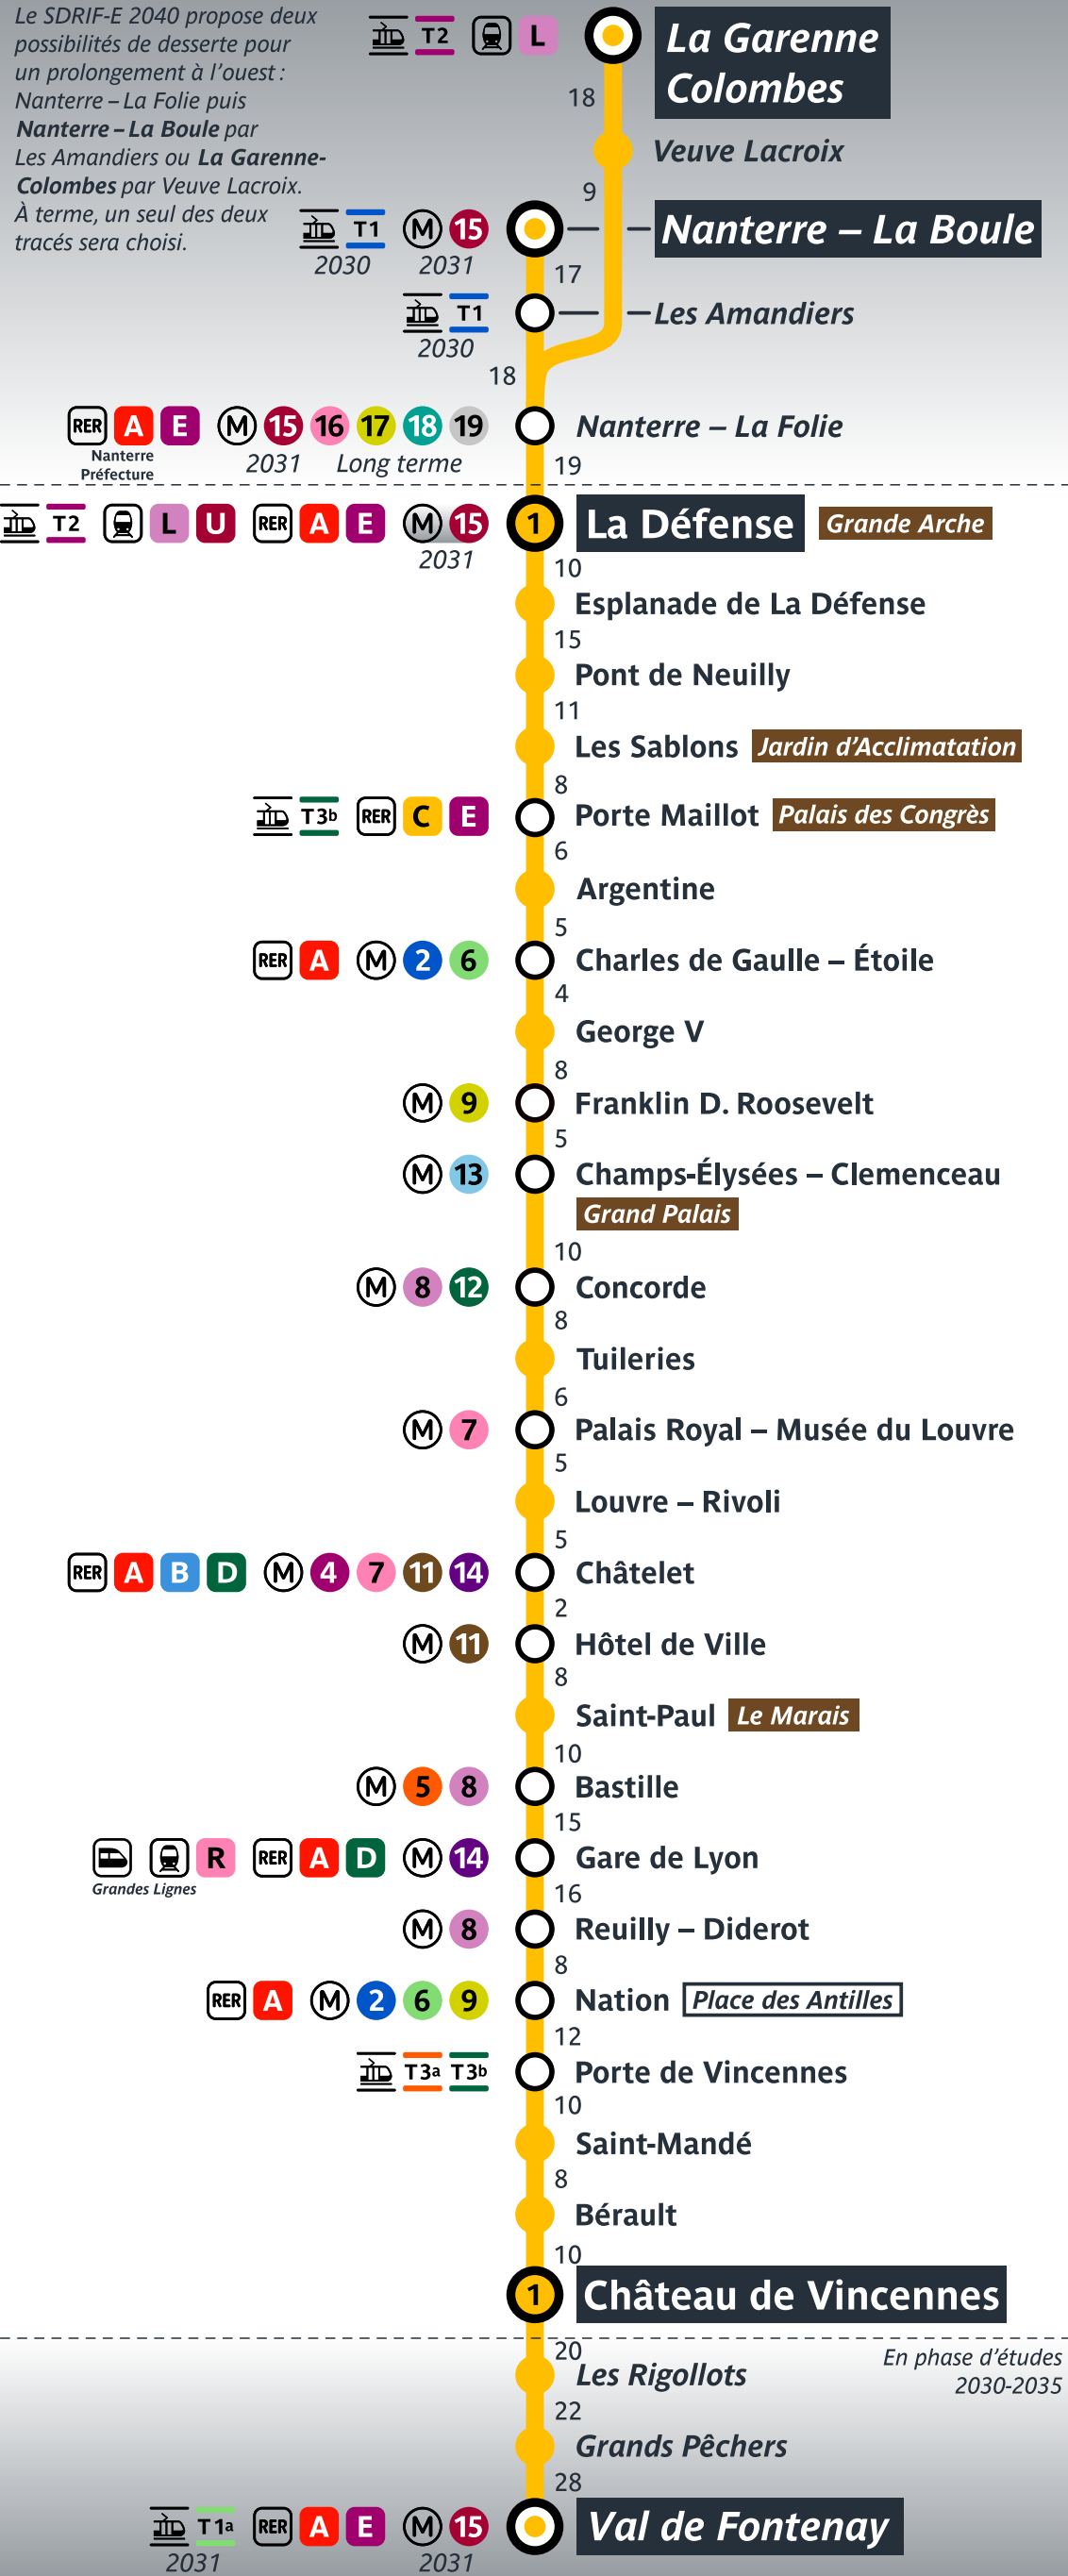 Le SDRIF-E 2040 propose deux
possibilités de desserte pour
un prolongement à l'ouest :
Nanterre – La Folie puis
Nanterre – La Boule par
Les Amandiers ou La Garenne-
Colombes par Veuve Lacroix.
À terme, un seul des deux
tracés sera choisi.
T2 L La Garenne
Colombes
18
Veuve Lacroix
9
T1 M 15 Nanterre – La Boule
2030 2031
17
T1 Les Amandiers
2030
18
RER A E M 15 16 17 18 19 Nanterre – La Folie
Nanterre
Préfecture
2031 Long terme
19
T2 L U RER A E M 15 1 La Défense Grande Arche
2031
10
Esplanade de La Défense
15
Pont de Neuilly
11
Les Sablons Jardin d'Acclimatation
8
T3b RER C E Porte Maillot Palais des Congrès
6
Argentine
5
RER A M 2 6 Charles de Gaulle – Étoile
4
George V
8
M 9 Franklin D. Roosevelt
5
M 13 Champs-Élysées – Clemenceau
Grand Palais
10
M 8 12 Concorde
8
Tuileries
6
M 7 Palais Royal – Musée du Louvre
5
Louvre – Rivoli
5
RER A B D M 4 7 11 14 Châtelet
2
M 11 Hôtel de Ville
8
Saint-Paul Le Marais
10
M 5 8 Bastille
15
R RER A D M 14 Gare de Lyon
Grandes Lignes
16
M 8 Reuilly – Diderot
8
RER A M 2 6 9 Nation Place des Antilles
12
T3a T3b Porte de Vincennes
10
Saint-Mandé
8
Bérault
10
1 Château de Vincennes
20
En phase d'études
2030-2035
Les Rigollots
22
Grands Pêchers
28
T1a RER A E M 15 Val de Fontenay
2031 2031